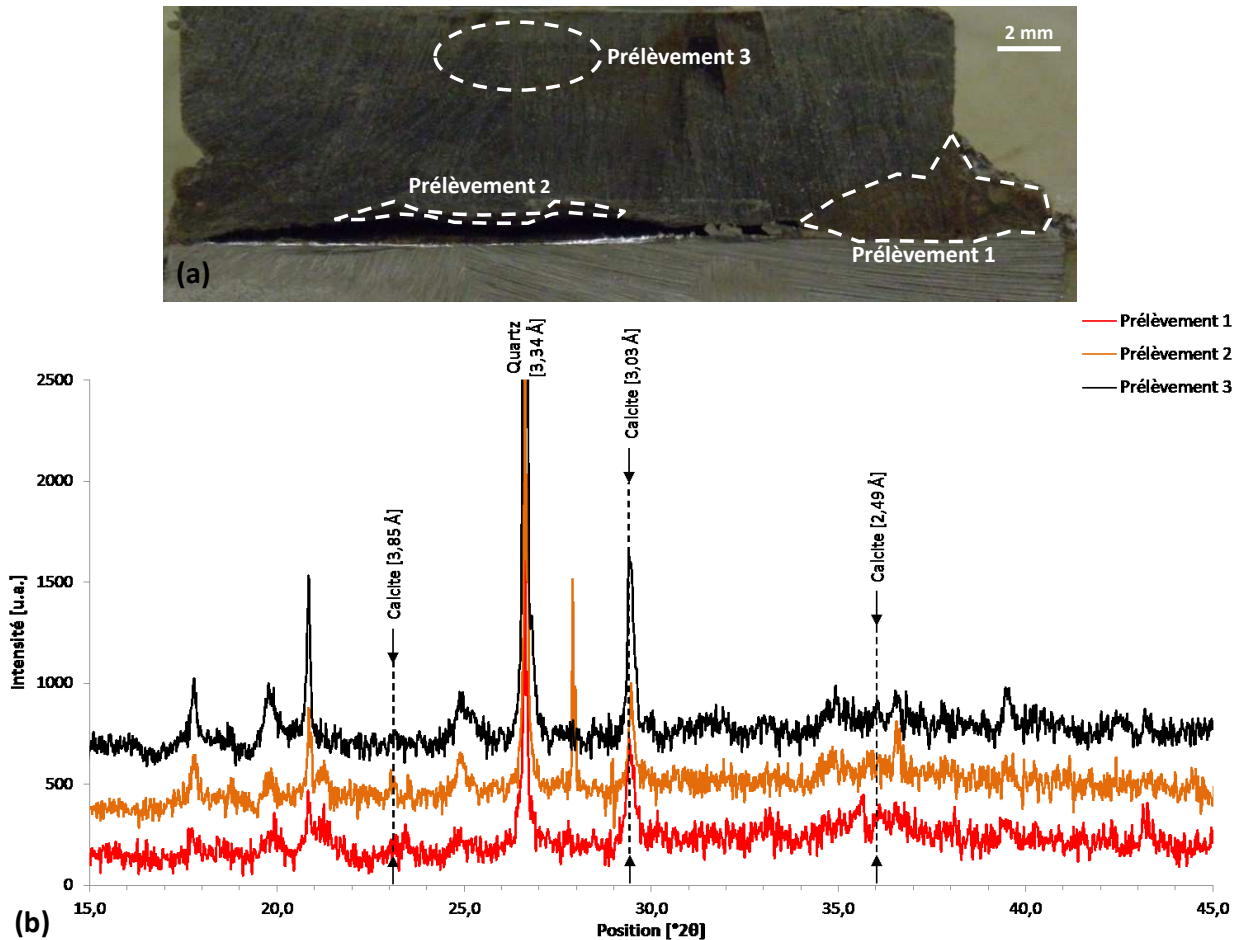 2 mm
Prélèvement 3
Prélèvement 2
Prélèvement 1
(a)
Prélèvement 1
Prélèvement 2
Prélèvement 3
Quartz
[3,34 Å]
Calcite [3,03 Å]
Calcite [3,85 Å]
Calcite [2,49 Å]
Intensité [u.a.]
2500
2000
1500
1000
500
0
15,0
20,0
25,0
30,0
35,0
40,0
45,0
Position [°2θ]
(b)